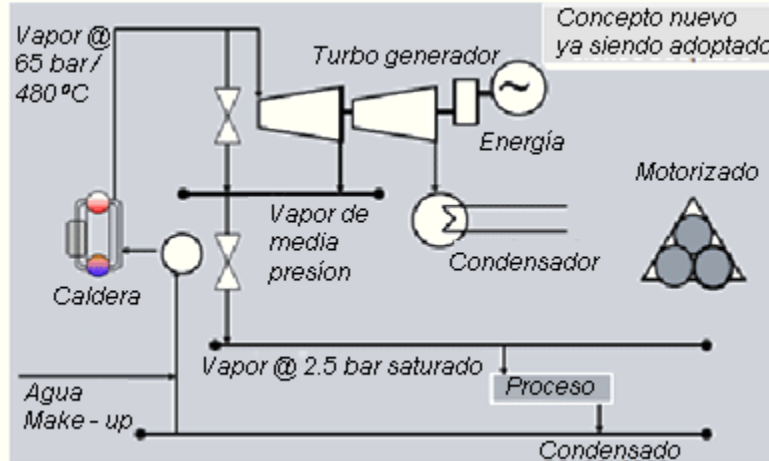 Concepto nuevo
ya siendo adoptado
Vapor @
65 bar /
480 ºC
Turbo generador
Energía
Motorizado
Vapor de
media
presíon
Condensador
Caldera
Vapor @ 2.5 bar saturado
Proceso
Agua
Make - up
Condensado